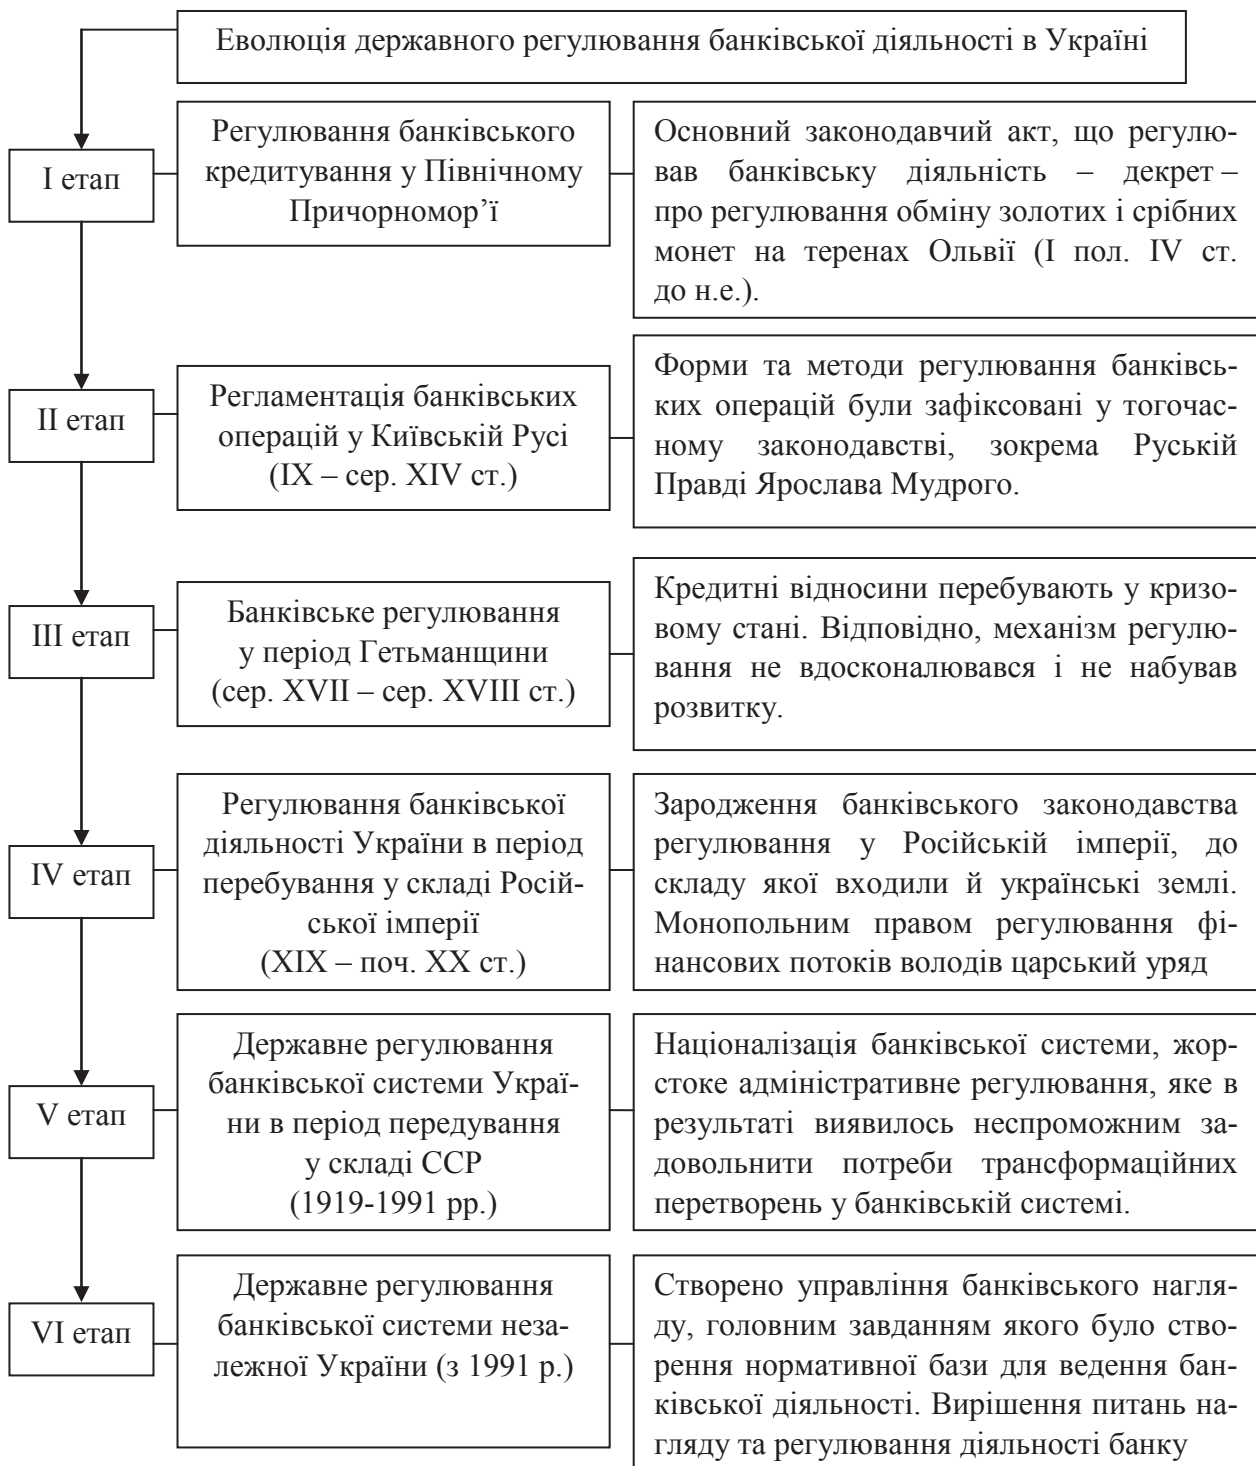 Еволюція державного регулювання банківської діяльності в Україні
І етап
Регулювання банківського
кредитування у Північному
Причорномор’ї
Основний законодавчий акт, що регулю-
вав банківську діяльність – декрет –
про регулювання обміну золотих і срібних
монет на теренах Ольвії (І пол. IV ст.
до н.е.).
ІІ етап
Регламентація банківських
операцій у Київській Русі
(ІХ – сер. XIV ст.)
Форми та методи регулювання банківсь-
ких операцій були зафіксовані у тогочас-
ному законодавстві, зокрема Руській
Правді Ярослава Мудрого.
ІІІ етап
Банківське регулювання
у період Гетьманщини
(сер. XVII – сер. XVIII ст.)
Кредитні відносини перебувають у кризо-
вому стані. Відповідно, механізм регулю-
вання не вдосконалювався і не набував
розвитку.
IV етап
Регулювання банківської
діяльності України в період
перебування у складі Росій-
ської імперії
(ХІХ – поч. ХХ ст.)
Зародження банківського законодавства
регулювання у Російській імперії, до
складу якої входили й українські землі.
Монопольним правом регулювання фі-
нансових потоків володів царський уряд
V етап
Державне регулювання
банківської системи Украї-
ни в період передування
у складі ССР
(1919-1991 рр.)
Націоналізація банківської системи, жор-
стоке адміністративне регулювання, яке в
результаті виявилось неспроможним за-
довольнити потреби трансформаційних
перетворень у банківській системі.
VI етап
Державне регулювання
банківської системи неза-
лежної України (з 1991 р.)
Створено управління банківського нагля-
ду, головним завданням якого було ство-
рення нормативної бази для ведення бан-
ківської діяльності. Вирішення питань на-
гляду та регулювання діяльності банку